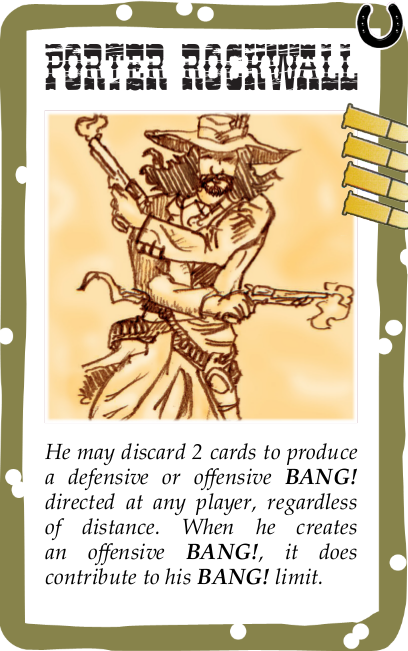 PORTER ROCKWALL
He may discard 2 cards to produce
a defensive or offensive BANG!
directed at any player, regardless
of distance. When he creates
an offensive BANG!, it does
contribute to his BANG! limit.